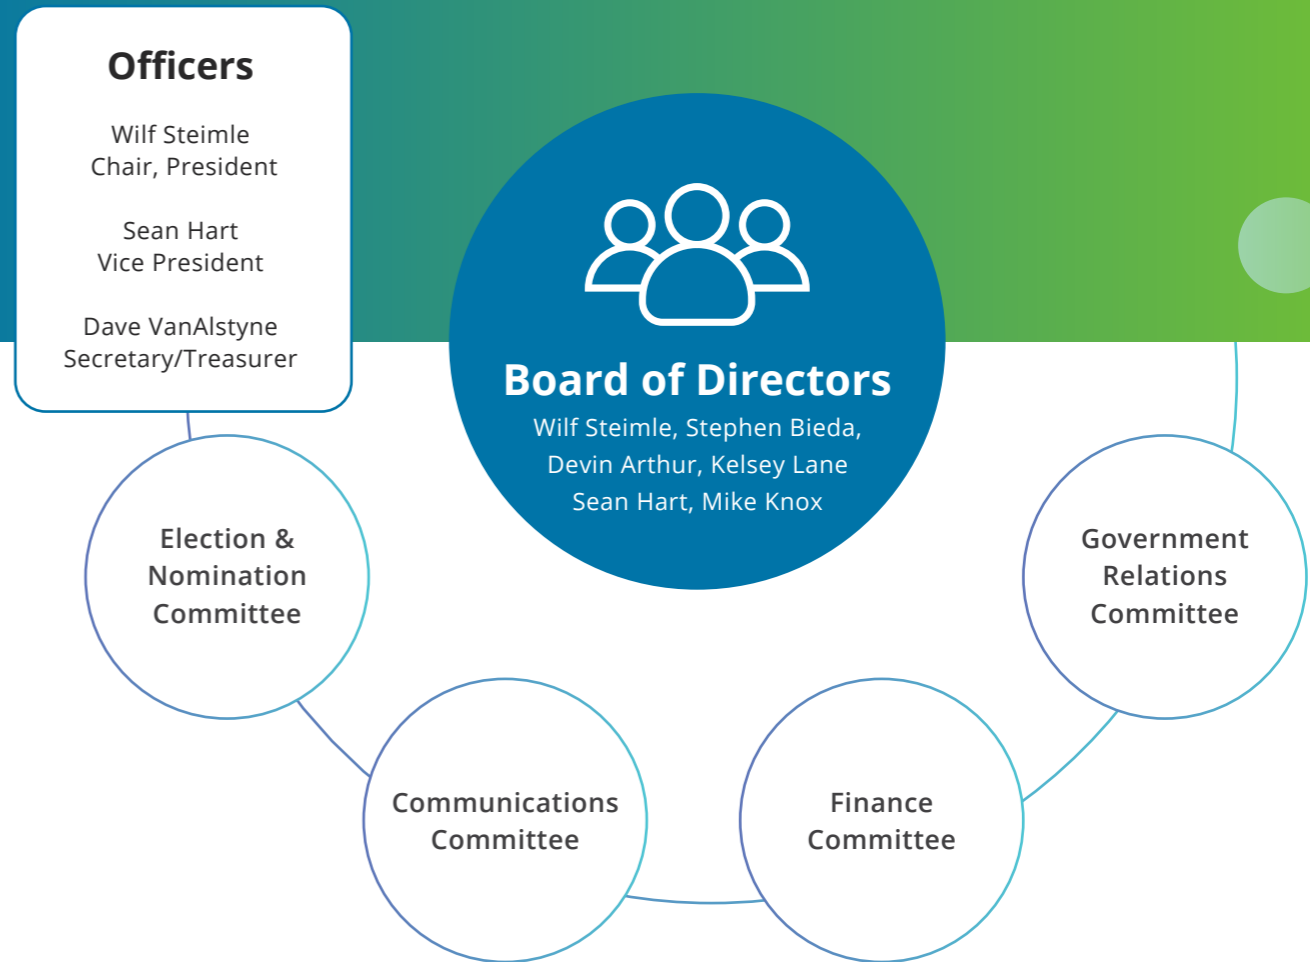 Officers
Wilf Steimle
Chair, President
Sean Hart
Vice President
Dave VanAlstyne
Secretary/Treasurer
Board of Directors
Wilf Steimle, Stephen Bieda,
Devin Arthur, Kelsey Lane
Sean Hart, Mike Knox
Election &
Nomination
Committee
Communications
Committee
Finance
Committee
Government
Relations
Committee